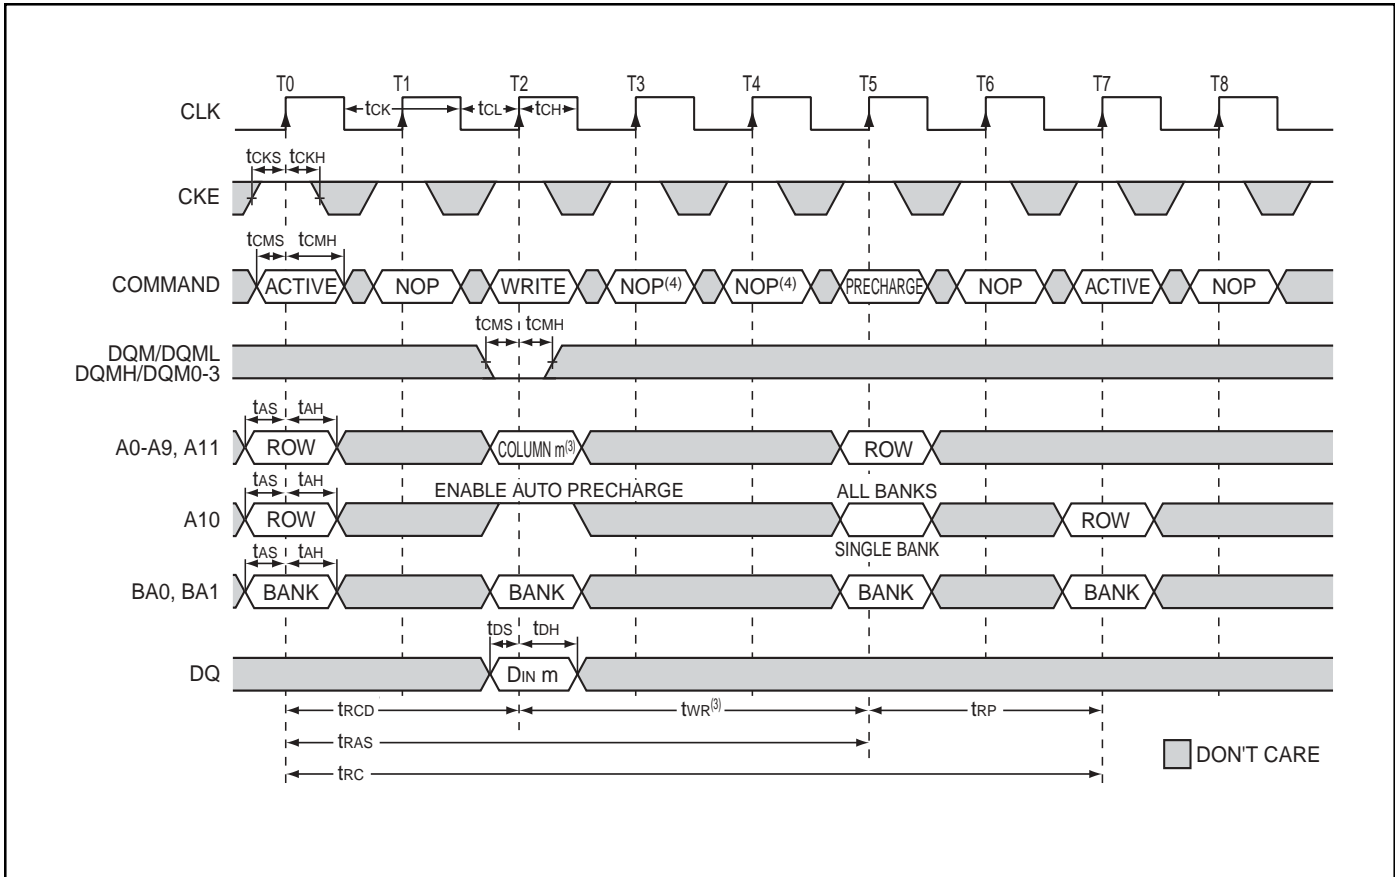 T0 T1 T2 T3 T4 T5 T6 T7 T8
CLK tCK tCL tCH
tCKS tCKH
CKE
tCMS tCMH
COMMAND ACTIVE NOP WRITE NOP(4) NOP(4) PRECHARGE NOP ACTIVE NOP
tCMS tCMH
DQM/DQML
DQMH/DQM0-3
tAS tAH
A0-A9, A11 ROW COLUMN m(3) ROW
tAS tAH ENABLE AUTO PRECHARGE ALL BANKS
A10 ROW ROW
tAS tAH SINGLE BANK
BA0, BA1 BANK BANK BANK BANK
tDS tDH
DQ DIN m
tRCD tWR(3) tRP
tRAS
DON'T CARE
tRC